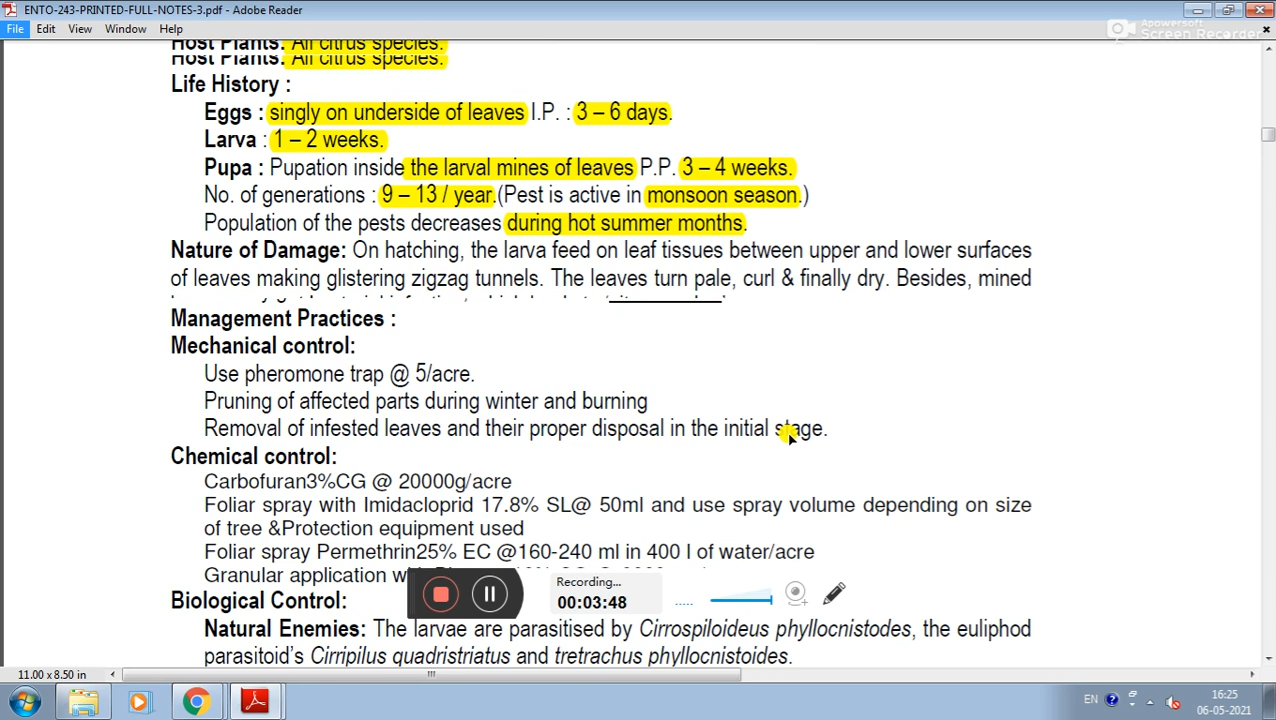 ENTO-243-PRINTED-FULL-NOTES-3.pdf - Adobe Reader
File Edit View Window Help
Apowersoft
Screen Recorder
Host Plants: All citrus species.
Host Plants: All citrus species.
Life History :
Eggs : singly on underside of leaves I.P. : 3 – 6 days.
Larva : 1 – 2 weeks.
Pupa : Pupation inside the larval mines of leaves P.P. 3 – 4 weeks.
No. of generations : 9 – 13 / year.(Pest is active in monsoon season.)
Population of the pests decreases during hot summer months.
Nature of Damage: On hatching, the larva feed on leaf tissues between upper and lower surfaces
of leaves making glistering zigzag tunnels. The leaves turn pale, curl & finally dry. Besides, mined
Management Practices :
Mechanical control:
Use pheromone trap @ 5/acre.
Pruning of affected parts during winter and burning
Removal of infested leaves and their proper disposal in the initial stage.
Chemical control:
Carbofuran3%CG @ 20000g/acre
Foliar spray with Imidacloprid 17.8% SL@ 50ml and use spray volume depending on size
of tree &Protection equipment used
Foliar spray Permethrin25% EC @160-240 ml in 400 l of water/acre
Granular application
Recording...
00:03:48
Biological Control:
Natural Enemies: The larvae are parasitised by Cirrospiloideus phyllocnistodes, the euliphod
parasitoid's Cirripilus quadristriatus and tretrachus phyllocnistoides.
11.00 x 8.50 in
EN
16:25
06-05-2021